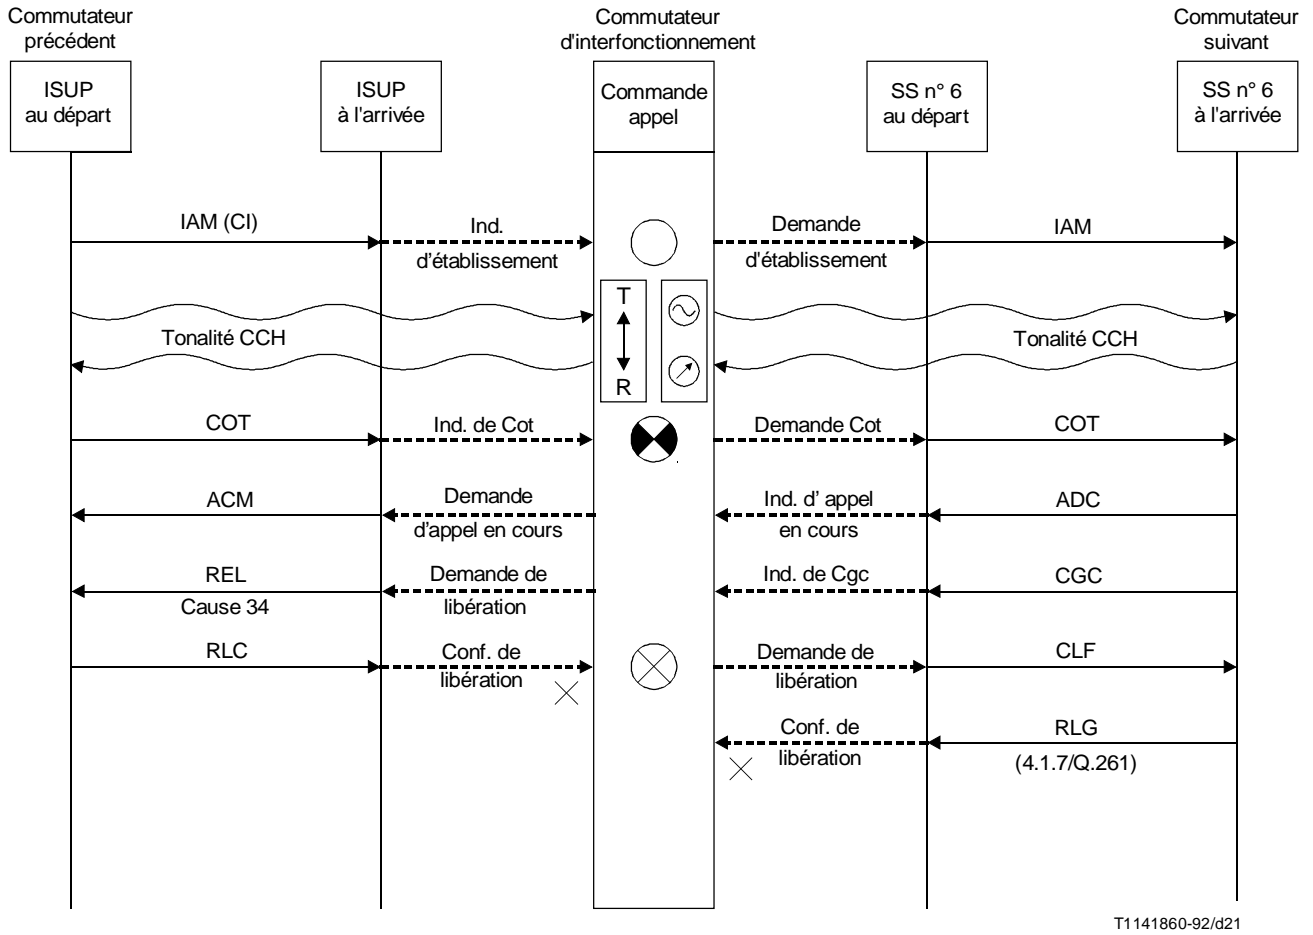 Commutateur
précédent
Commutateur
d'interfonctionnement
Commutateur
suivant
ISUP
au départ
ISUP
à l'arrivée
Commande
appel
SS n° 6
au départ
SS n° 6
à l'arrivée
IAM (CI)
Ind.
d'établissement
Demande
d'établissement
IAM
Tonalité CCH
T
R
Tonalité CCH
COT
Ind. de Cot
Demande Cot
COT
ACM
Demande
d'appel en cours
Ind. d' appel
en cours
ADC
REL
Cause 34
Demande de
libération
Ind. de Cgc
CGC
RLC
Conf. de
libération
Demande de
libération
CLF
Conf. de
libération
RLG
(4.1.7/Q.261)
T1141860-92/d21